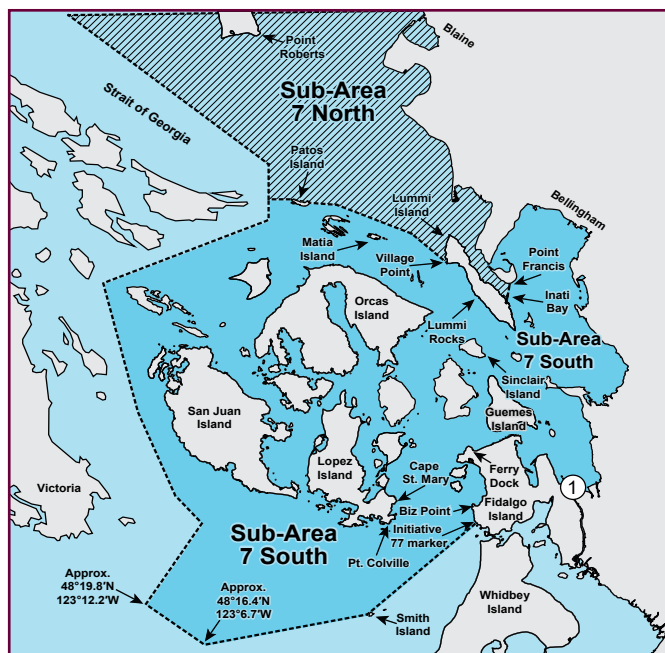 Point
Roberts
Blaine
Strait of Georgia
Sub-Area
7 North
Patos
Island
Lummi
Island
Bellingham
Matia
Island
Village
Point
Point
Francis
Inati
Bay
Orcas
Island
Lummi
Rocks
Sub-Area
7 South
Sinclair
Island
San Juan
Island
Guemes
Island
Lopez
Island
Cape
St. Mary
Ferry
Dock
1
Victoria
Biz Point
Fidalgo
Island
Initiative
77 marker
Sub-Area
7 South
Pt. Colville
Approx.
48°19.8'N
123°12.2'W
Approx.
48°16.4'N
123°6.7'W
Smith
Island
Whidbey
Island